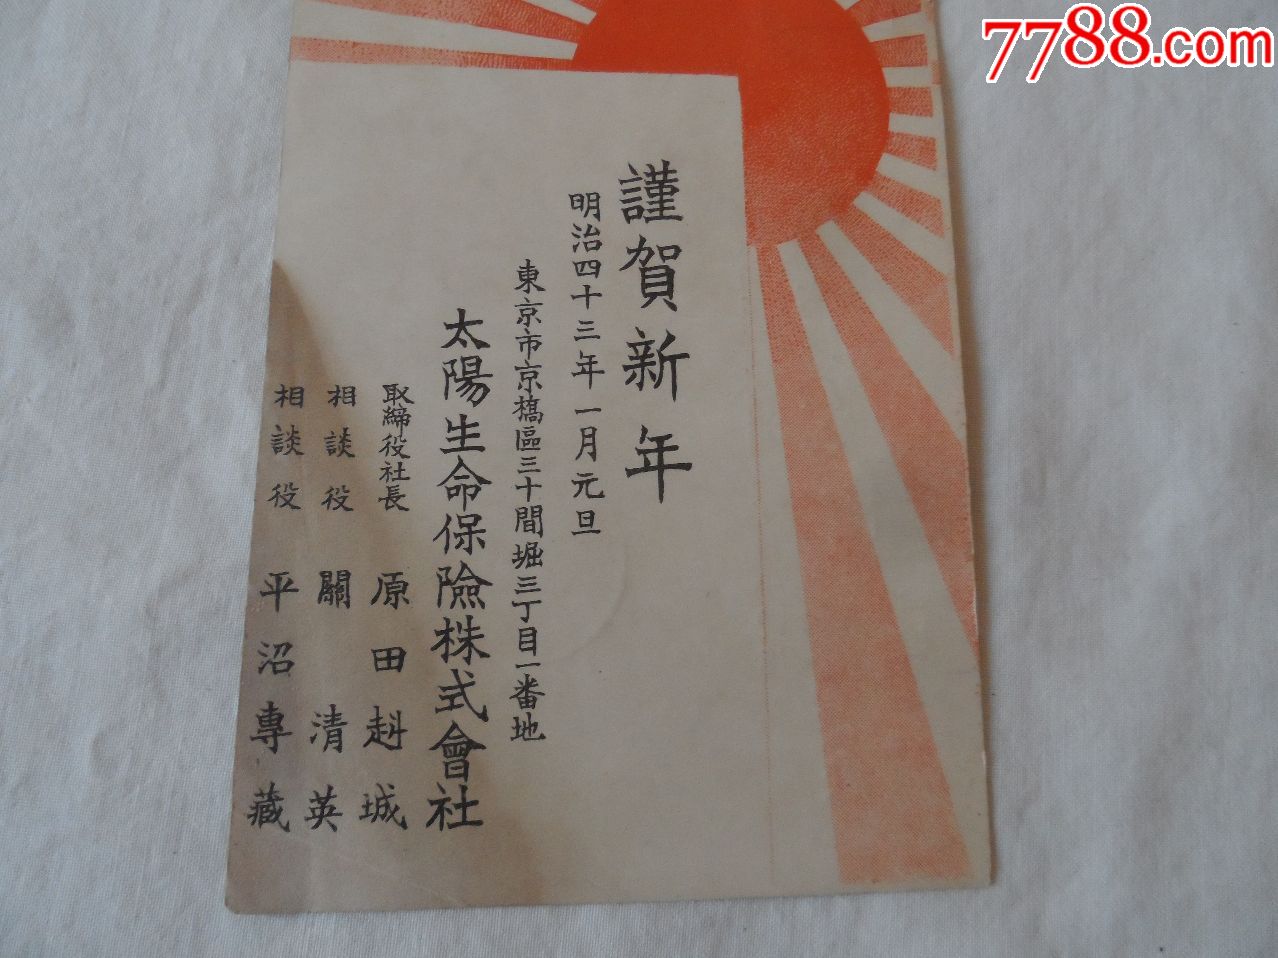 7788.com
謹賀新年
明治四十三年一月元旦
東京市京橋區三十間堀三丁目一番地
太陽生命保險株式會社
取締役社長 原田赳城
相談役 關清英
相談役 平沼專藏